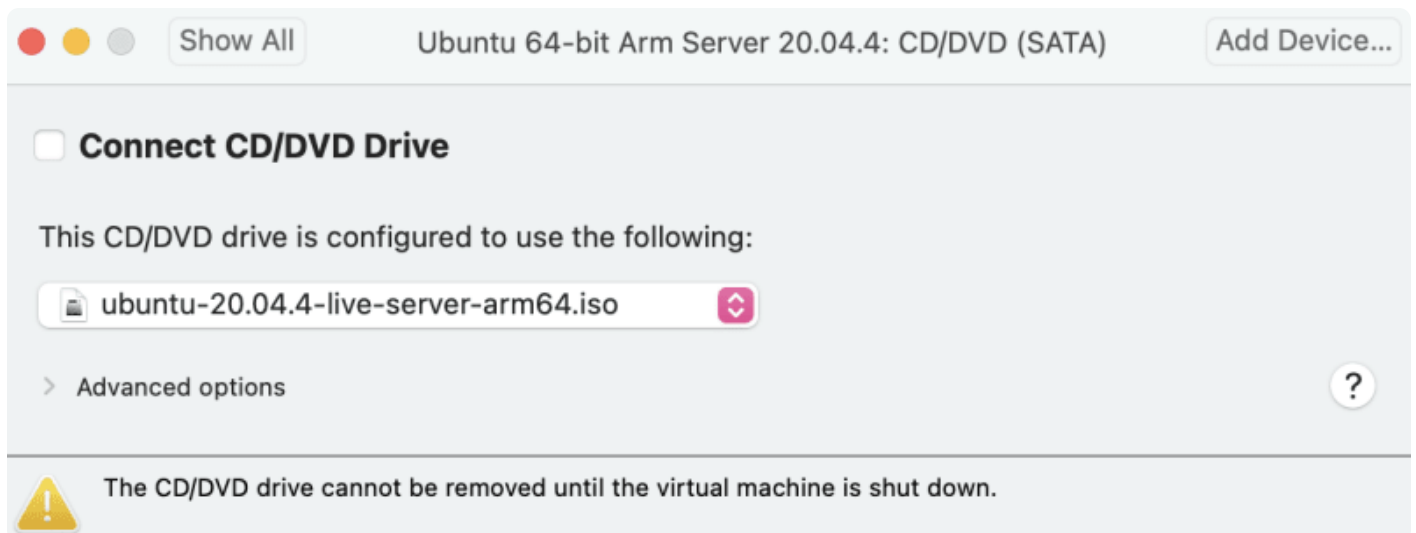 Show All Ubuntu 64-bit Arm Server 20.04.4: CD/DVD (SATA) Add Device...
Connect CD/DVD Drive
This CD/DVD drive is configured to use the following:
ubuntu-20.04.4-live-server-arm64.iso
Advanced options ?
The CD/DVD drive cannot be removed until the virtual machine is shut down.